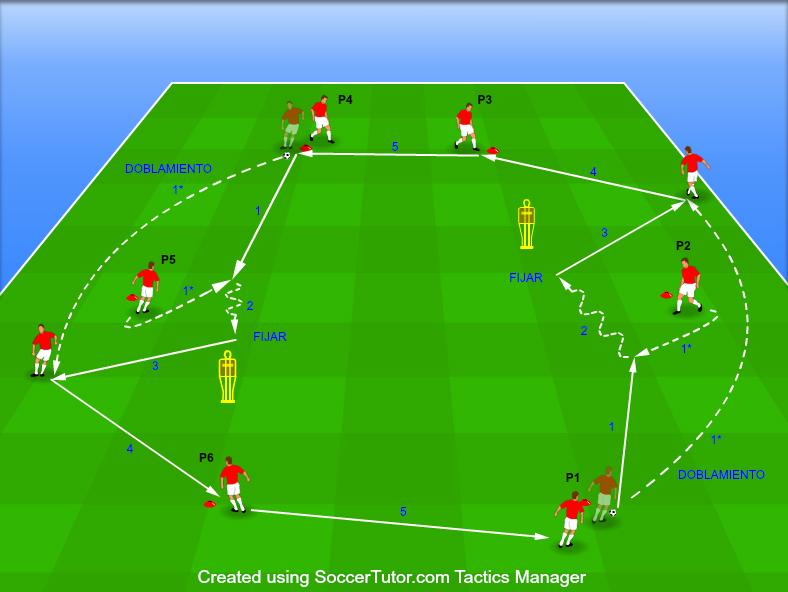 P4
P3
5
DOBLAMIENTO
1*
4
1
3
P2
P5
1*
FIJAR
2
2
FIJAR
1*
3
1
4
1*
P6
P1
DOBLAMIENTO
5
Created using SoccerTutor.com Tactics Manager